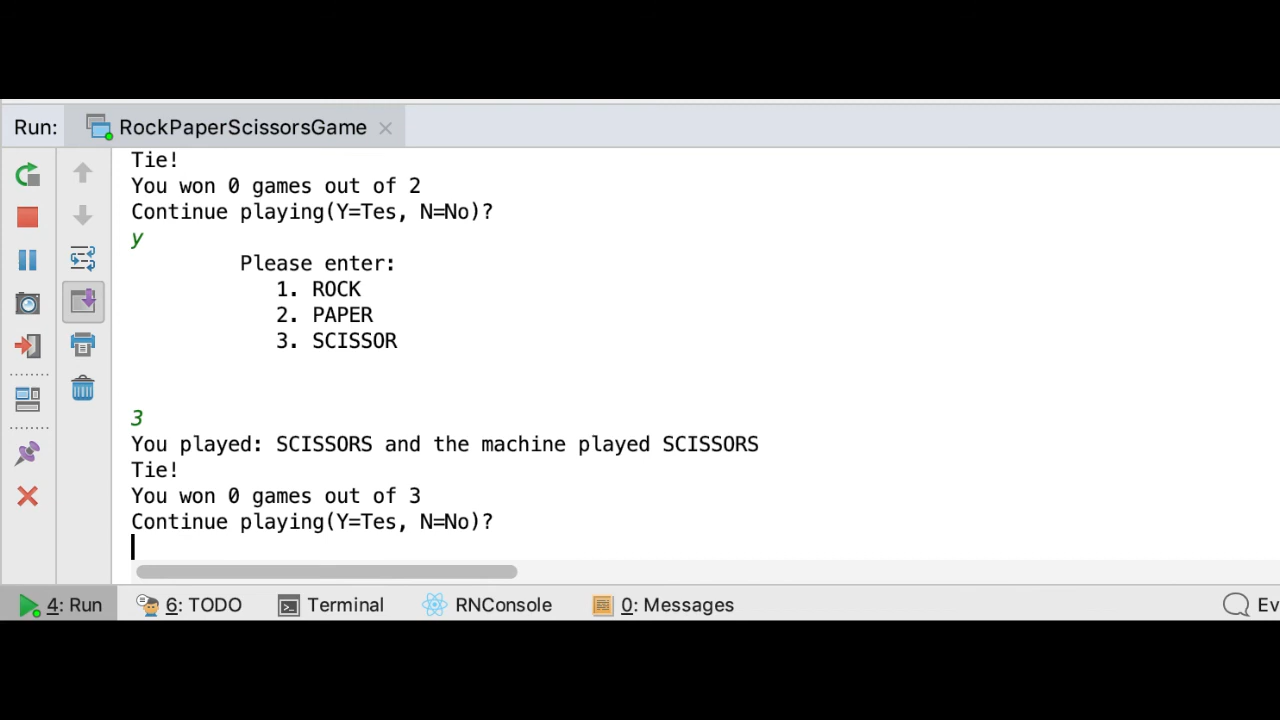 Run: RockPaperScissorsGame
Tie!
You won 0 games out of 2
Continue playing(Y=Tes, N=No)?
y
Please enter:
1. ROCK
2. PAPER
3. SCISSOR
3
You played: SCISSORS and the machine played SCISSORS
Tie!
You won 0 games out of 3
Continue playing(Y=Tes, N=No)?
4: Run 6: TODO Terminal RNConsole 0: Messages Ev